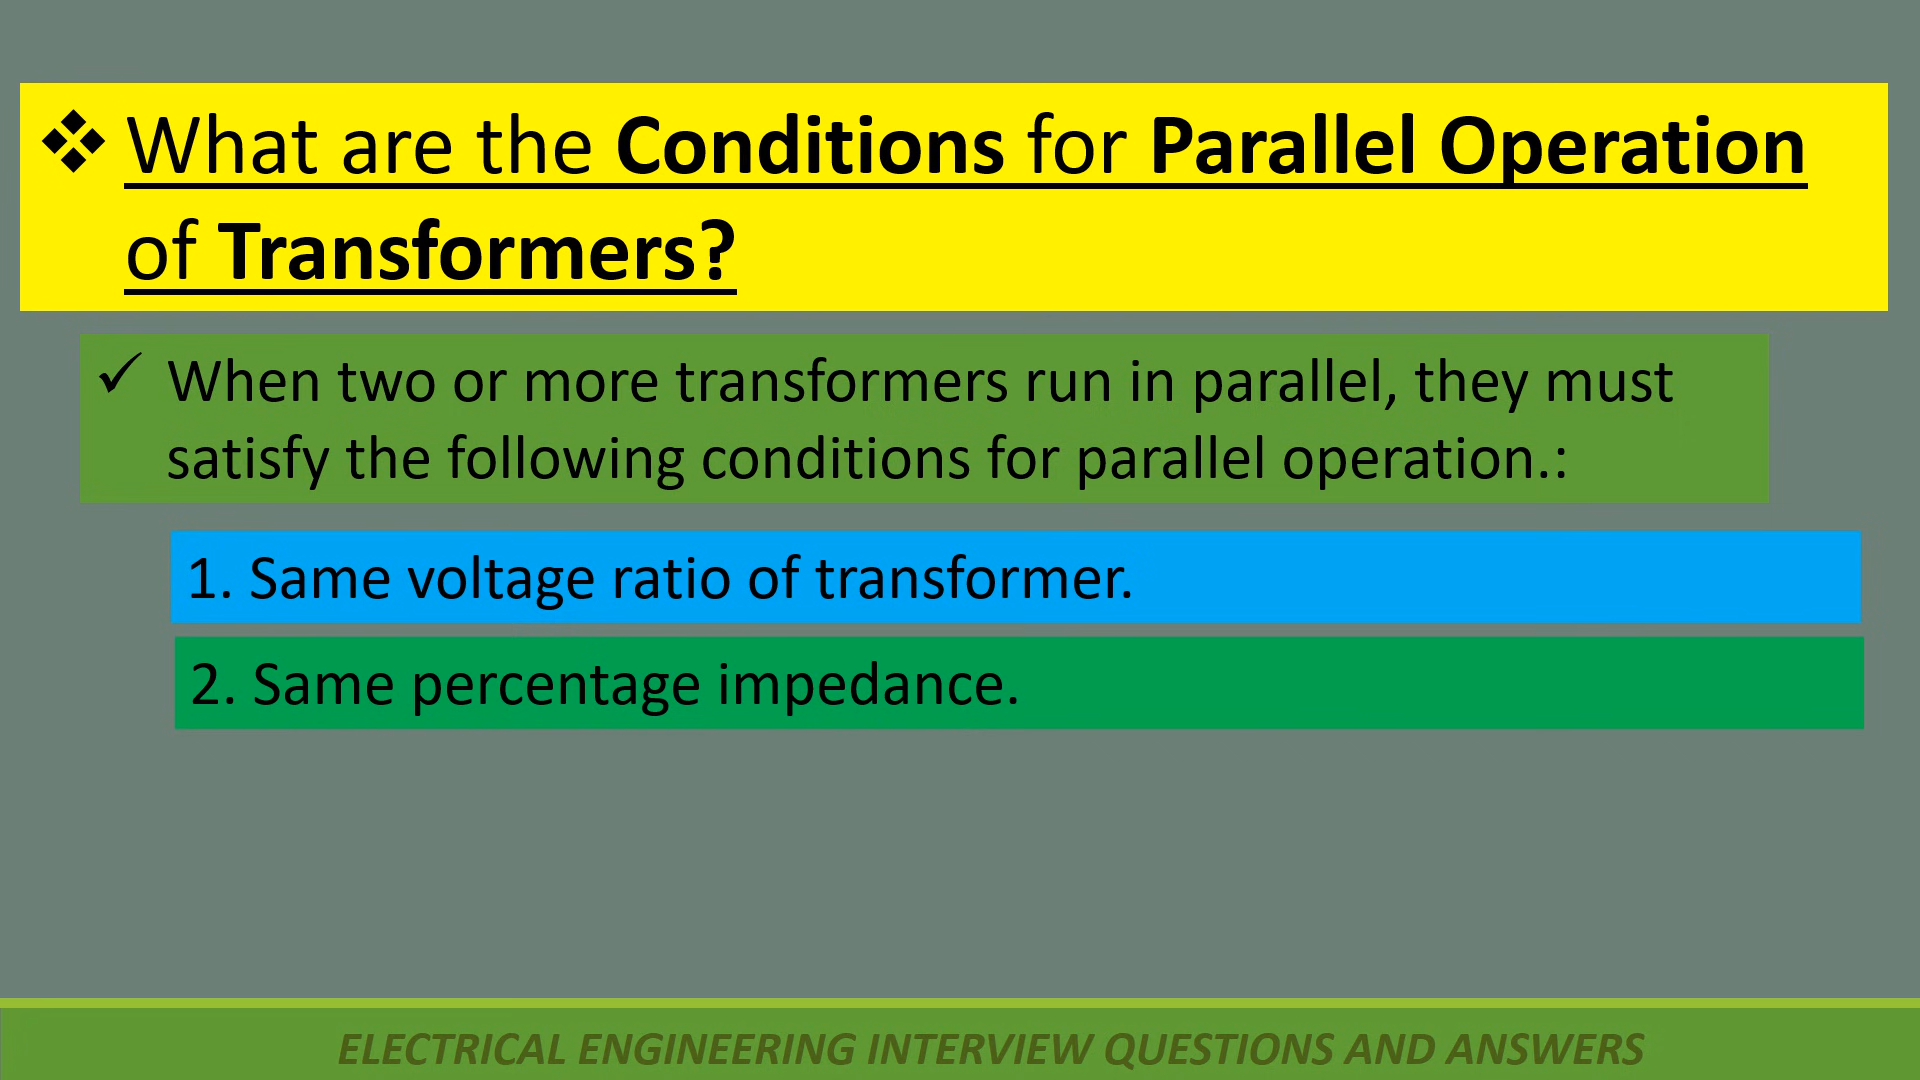 ❖ What are the Conditions for Parallel Operation
of Transformers?
✓ When two or more transformers run in parallel, they must
satisfy the following conditions for parallel operation.:
1. Same voltage ratio of transformer.
2. Same percentage impedance.
ELECTRICAL ENGINEERING INTERVIEW QUESTIONS AND ANSWERS